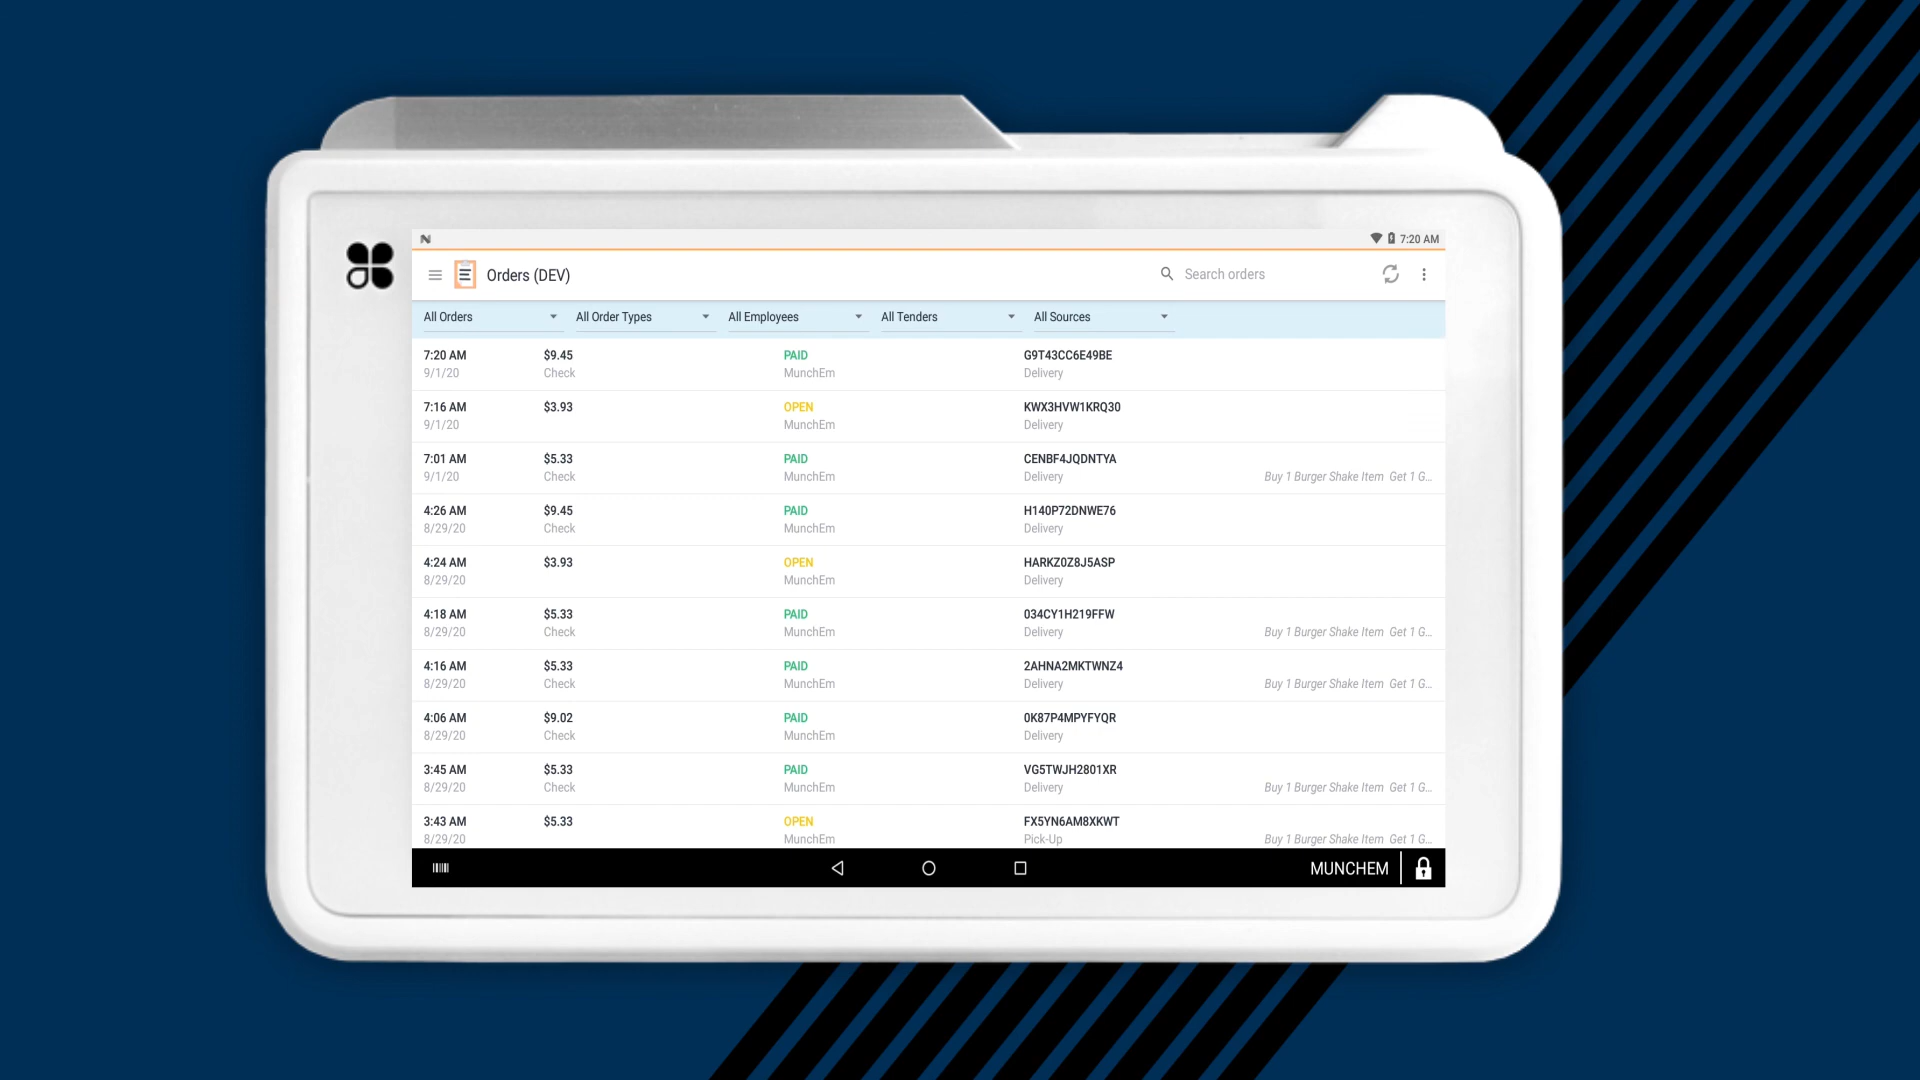 7:20 AM
Orders (DEV)
Search orders
All Orders All Order Types All Employees All Tenders All Sources
7:20 AM $9.45 PAID G9T43CC6E49BE
9/1/20 Check MunchEm Delivery
7:16 AM $3.93 OPEN KWX3HVW1KRQ30
9/1/20 MunchEm Delivery
7:01 AM $5.33 PAID CENBF4JQDNTYA
9/1/20 Check MunchEm Delivery Buy 1 Burger Shake Item Get 1 G...
4:26 AM $9.45 PAID H140P72DNWE76
8/29/20 Check MunchEm Delivery
4:24 AM $3.93 OPEN HARKZ0Z8J5ASP
8/29/20 MunchEm Delivery
4:18 AM $5.33 PAID 034CY1H219FFW
8/29/20 Check MunchEm Delivery Buy 1 Burger Shake Item Get 1 G...
4:16 AM $5.33 PAID 2AHNA2MKTWNZ4
8/29/20 Check MunchEm Delivery Buy 1 Burger Shake Item Get 1 G...
4:06 AM $9.02 PAID 0K87P4MPYFYQR
8/29/20 Check MunchEm Delivery
3:45 AM $5.33 PAID VG5TWJH2801XR
8/29/20 Check MunchEm Delivery Buy 1 Burger Shake Item Get 1 G...
3:43 AM $5.33 OPEN FX5YN6AM8XKWT
8/29/20 MunchEm Pick-Up Buy 1 Burger Shake Item Get 1 G...
MUNCHEM